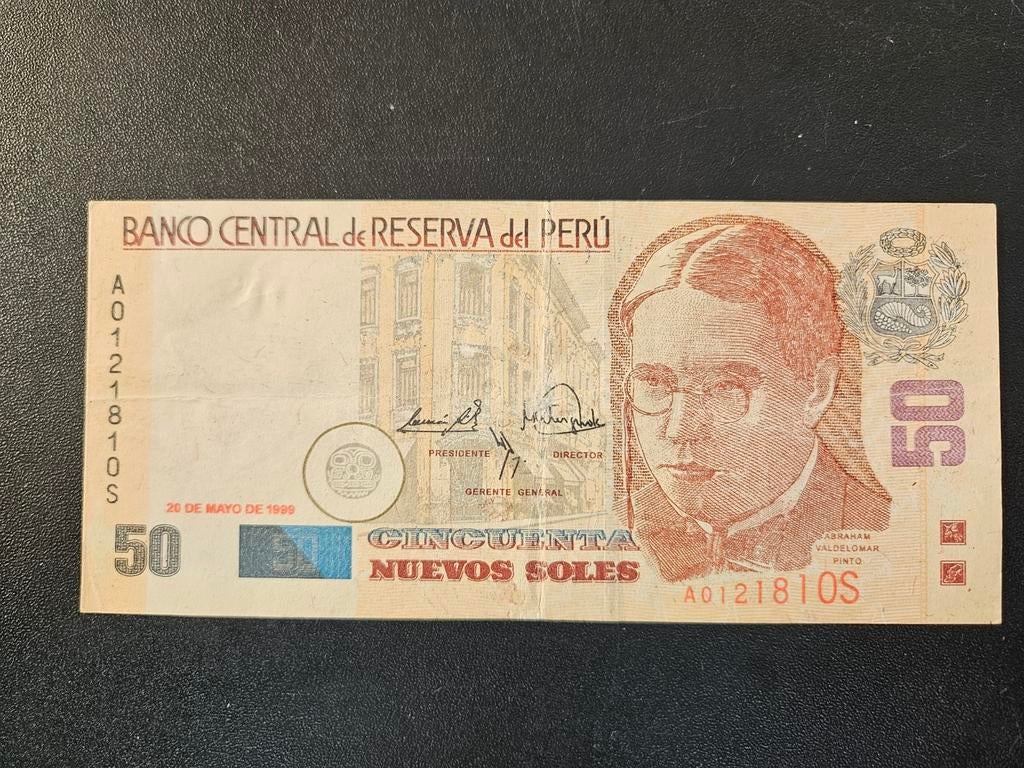 BANCO CENTRAL de RESERVA del PERÚ
A0121810S
50
PRESIDENTE
DIRECTOR
GERENTE GENERAL
20 DE MAYO DE 1999
50
50
CINCUENTA
NUEVOS SOLES
ABRAHAM
VALDELOMAR
PINTO
A0121810S